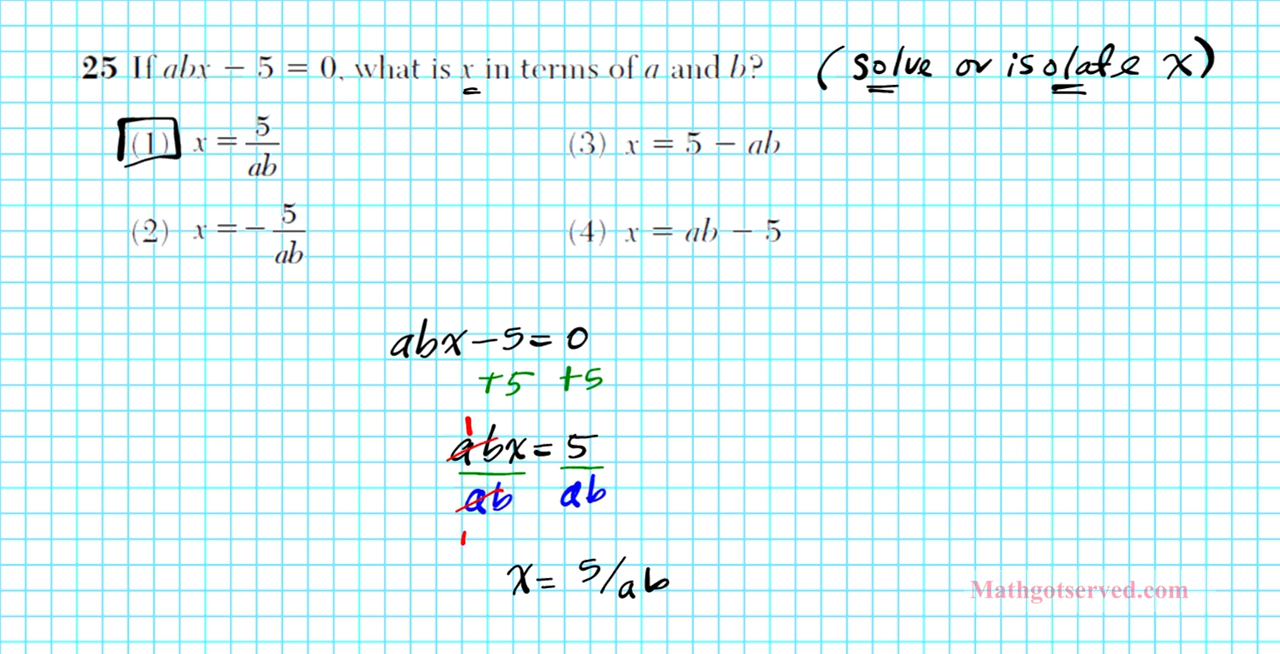 25 If abx − 5 = 0, what is x in terms of a and b? (solve or isolate x)
(1) x = 5/ab (3) x = 5 − ab
(2) x = − 5/ab (4) x = ab − 5
abx − 5 = 0
+5 +5
1
abx = 5
ab ab
1
x = 5/ab
Mathgotserved.com